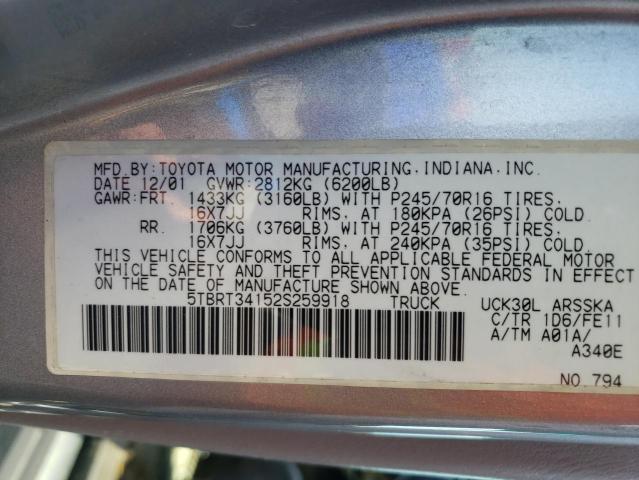 MFD.BY:TOYOTA MOTOR MANUFACTURING,INDIANA,INC.
DATE 12/01 GVWR:2812KG (6200LB)
GAWR:FRT. 1433KG (3160LB) WITH P245/70R16 TIRES,
16X7JJ RIMS, AT 180KPA (26PSI) COLD.
RR. 1706KG (3760LB) WITH P245/70R16 TIRES,
16X7JJ RIMS, AT 240KPA (35PSI) COLD.
THIS VEHICLE CONFORMS TO ALL APPLICABLE FEDERAL MOTOR
VEHICLE SAFETY AND THEFT PREVENTION STANDARDS IN EFFECT
ON THE DATE OF MANUFACTURE SHOWN ABOVE.
5TBRT34152S259918 TRUCK UCK30L ARSSKA
C/TR 1D6/FE11
A/TM A01A/
A340E
NO. 794